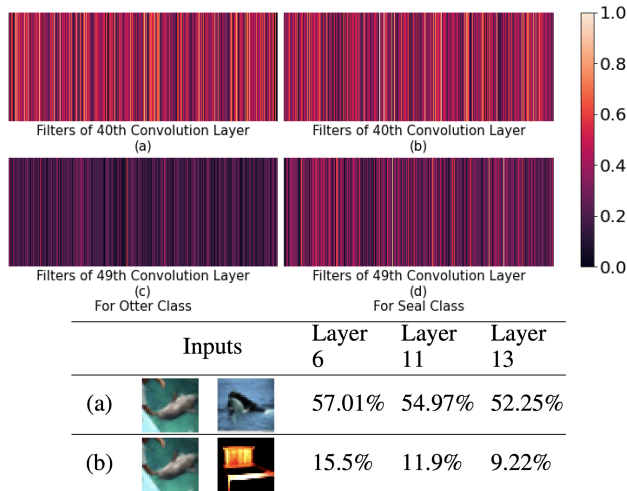 1.0
0.8
0.6
0.4
0.2
0.0
Filters of 40th Convolution Layer
(a)
Filters of 40th Convolution Layer
(b)
Filters of 49th Convolution Layer
(c)
For Otter Class
Filters of 49th Convolution Layer
(d)
For Seal Class
Inputs Layer 6 Layer 11 Layer 13
(a) 57.01% 54.97% 52.25%
(b) 15.5% 11.9% 9.22%